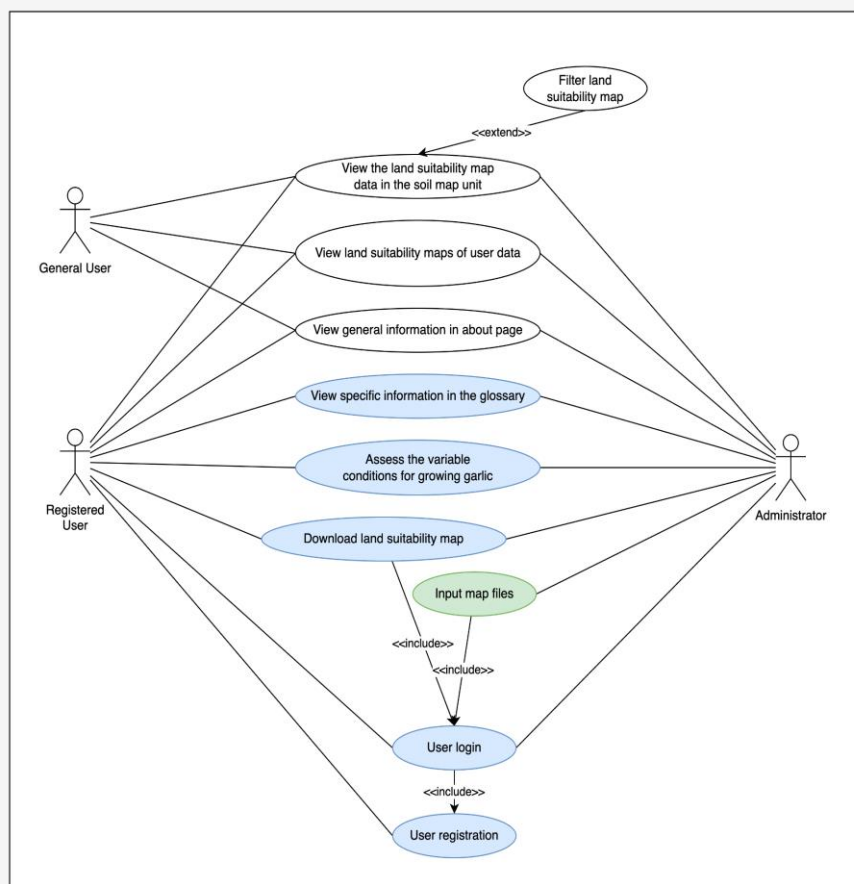 Filter land
suitability map
<<extend>>
View the land suitability map
data in the soil map unit
General User
View land suitability maps of user data
View general information in about page
View specific information in the glossary
Assess the variable
conditions for growing garlic
Registered
User
Administrator
Download land suitability map
Input map files
<<include>>
<<include>>
User login
<<include>>
User registration